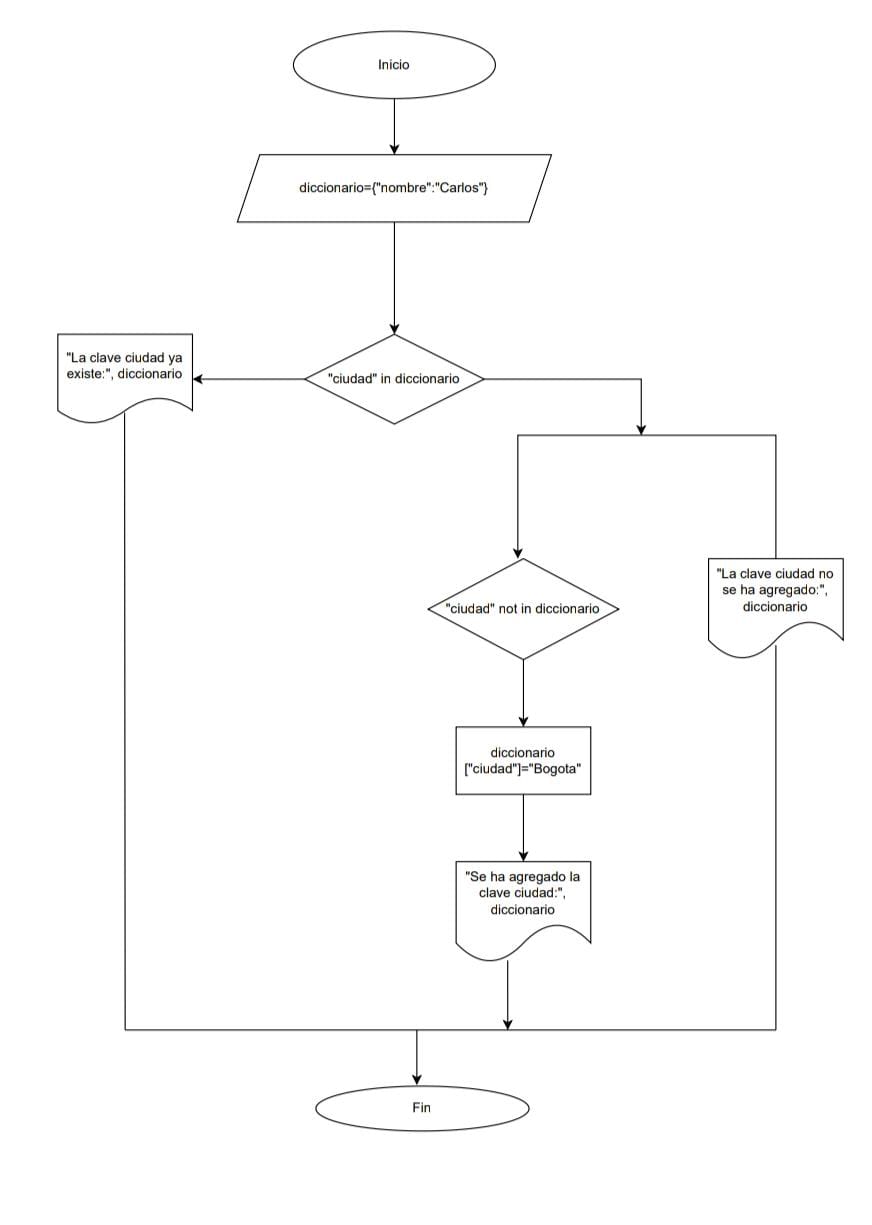 Inicio
diccionario={"nombre":"Carlos"}
"La clave ciudad ya
existe:", diccionario
"ciudad" in diccionario
"ciudad" not in diccionario
"La clave ciudad no
se ha agregado:",
diccionario
diccionario
["ciudad"]="Bogota"
"Se ha agregado la
clave ciudad:",
diccionario
Fin